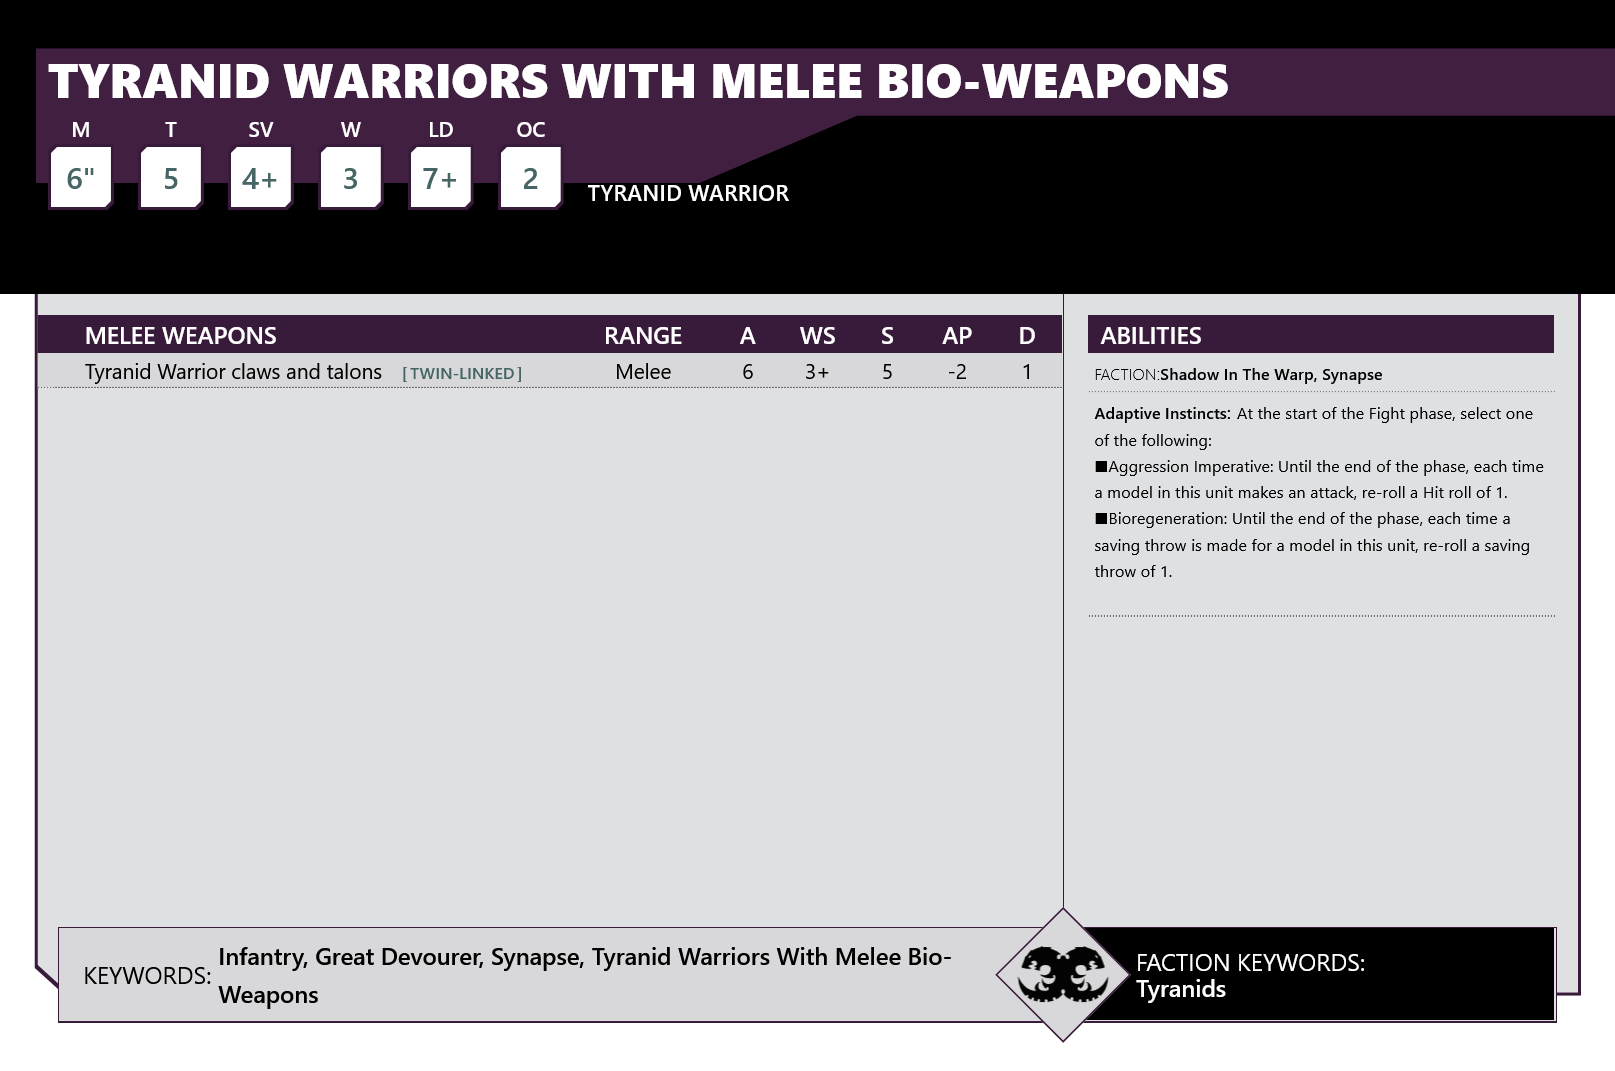 TYRANID WARRIORS WITH MELEE BIO-WEAPONS
M T SV W LD OC
6" 5 4+ 3 7+ 2 TYRANID WARRIOR
MELEE WEAPONS RANGE A WS S AP D
Tyranid Warrior claws and talons [TWIN-LINKED] Melee 6 3+ 5 -2 1
ABILITIES
FACTION:Shadow In The Warp, Synapse
Adaptive Instincts: At the start of the Fight phase, select one
of the following:
■Aggression Imperative: Until the end of the phase, each time
a model in this unit makes an attack, re-roll a Hit roll of 1.
■Bioregeneration: Until the end of the phase, each time a
saving throw is made for a model in this unit, re-roll a saving
throw of 1.
KEYWORDS: Infantry, Great Devourer, Synapse, Tyranid Warriors With Melee Bio-
Weapons
FACTION KEYWORDS:
Tyranids